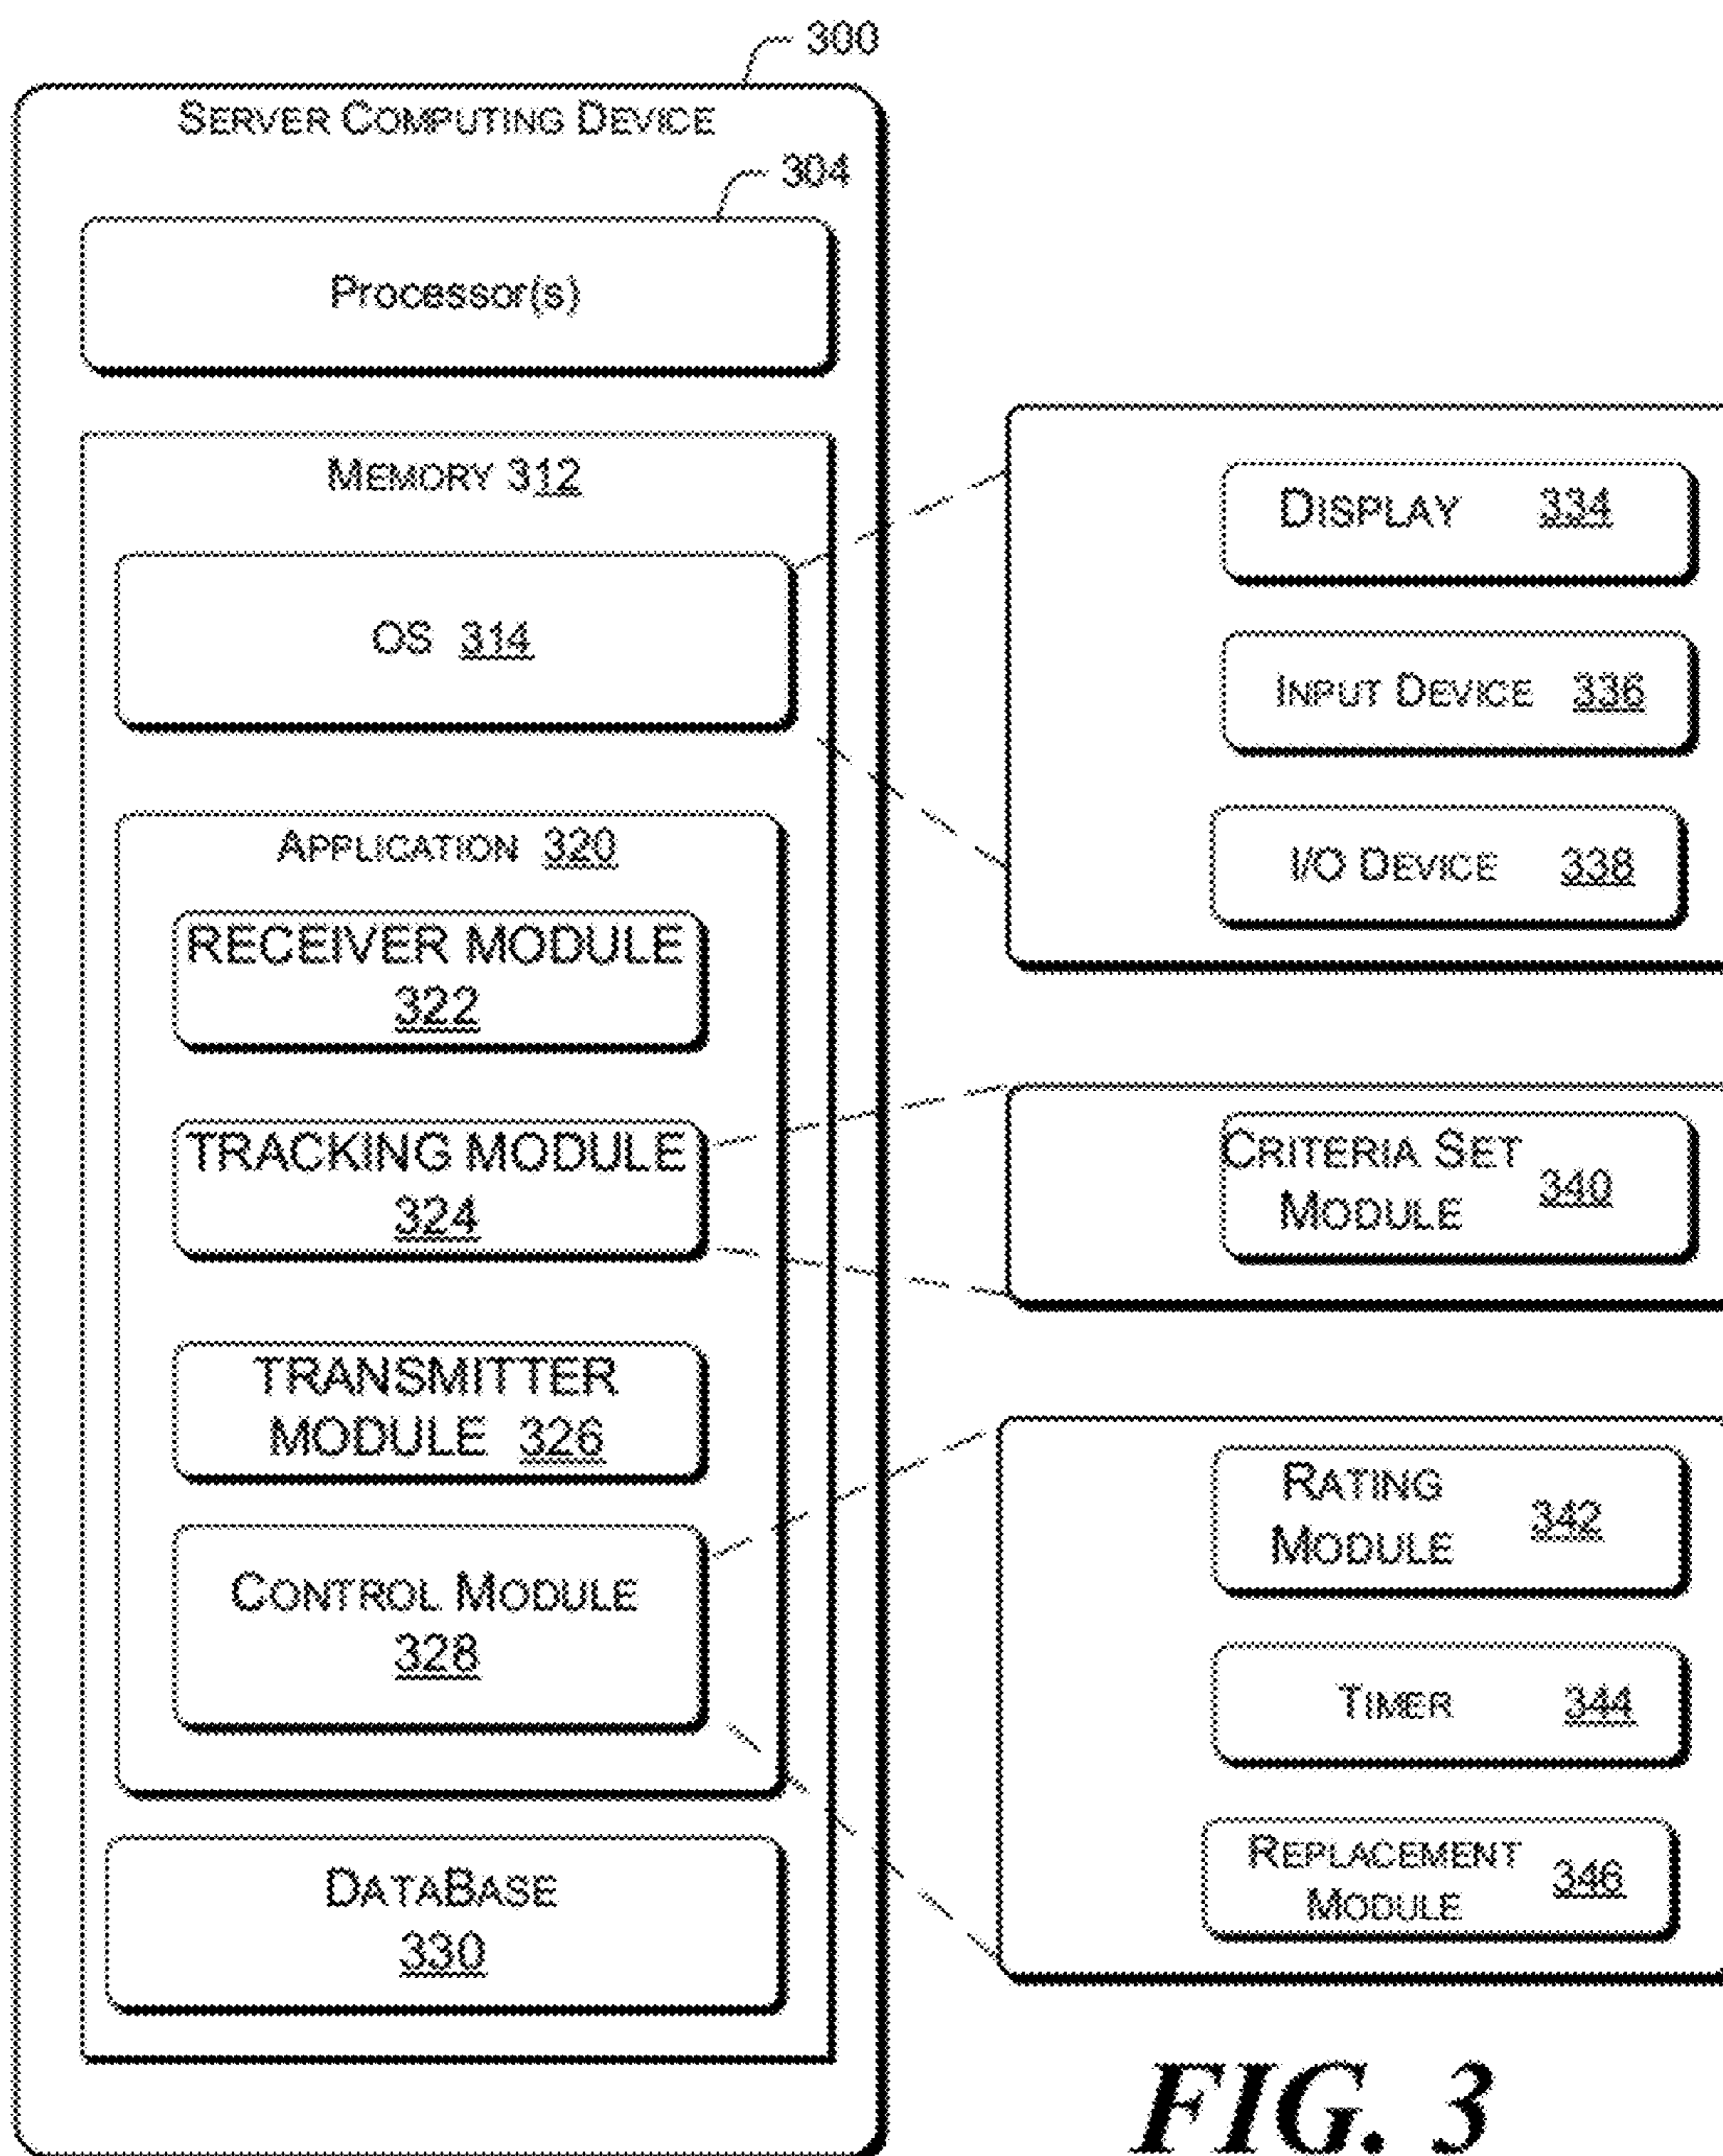 300
SERVER COMPUTING DEVICE
304
Processor(s)
MEMORY 312
OS 314
APPLICATION 320
RECEIVER MODULE
322
TRACKING MODULE
324
TRANSMITTER
MODULE 326
CONTROL MODULE
328
DATABASE
330
DISPLAY 334
INPUT DEVICE 336
I/O DEVICE 338
CRITERIA SET
MODULE 340
RATING
MODULE 342
TIMER 344
REPLACEMENT
MODULE 346
FIG. 3